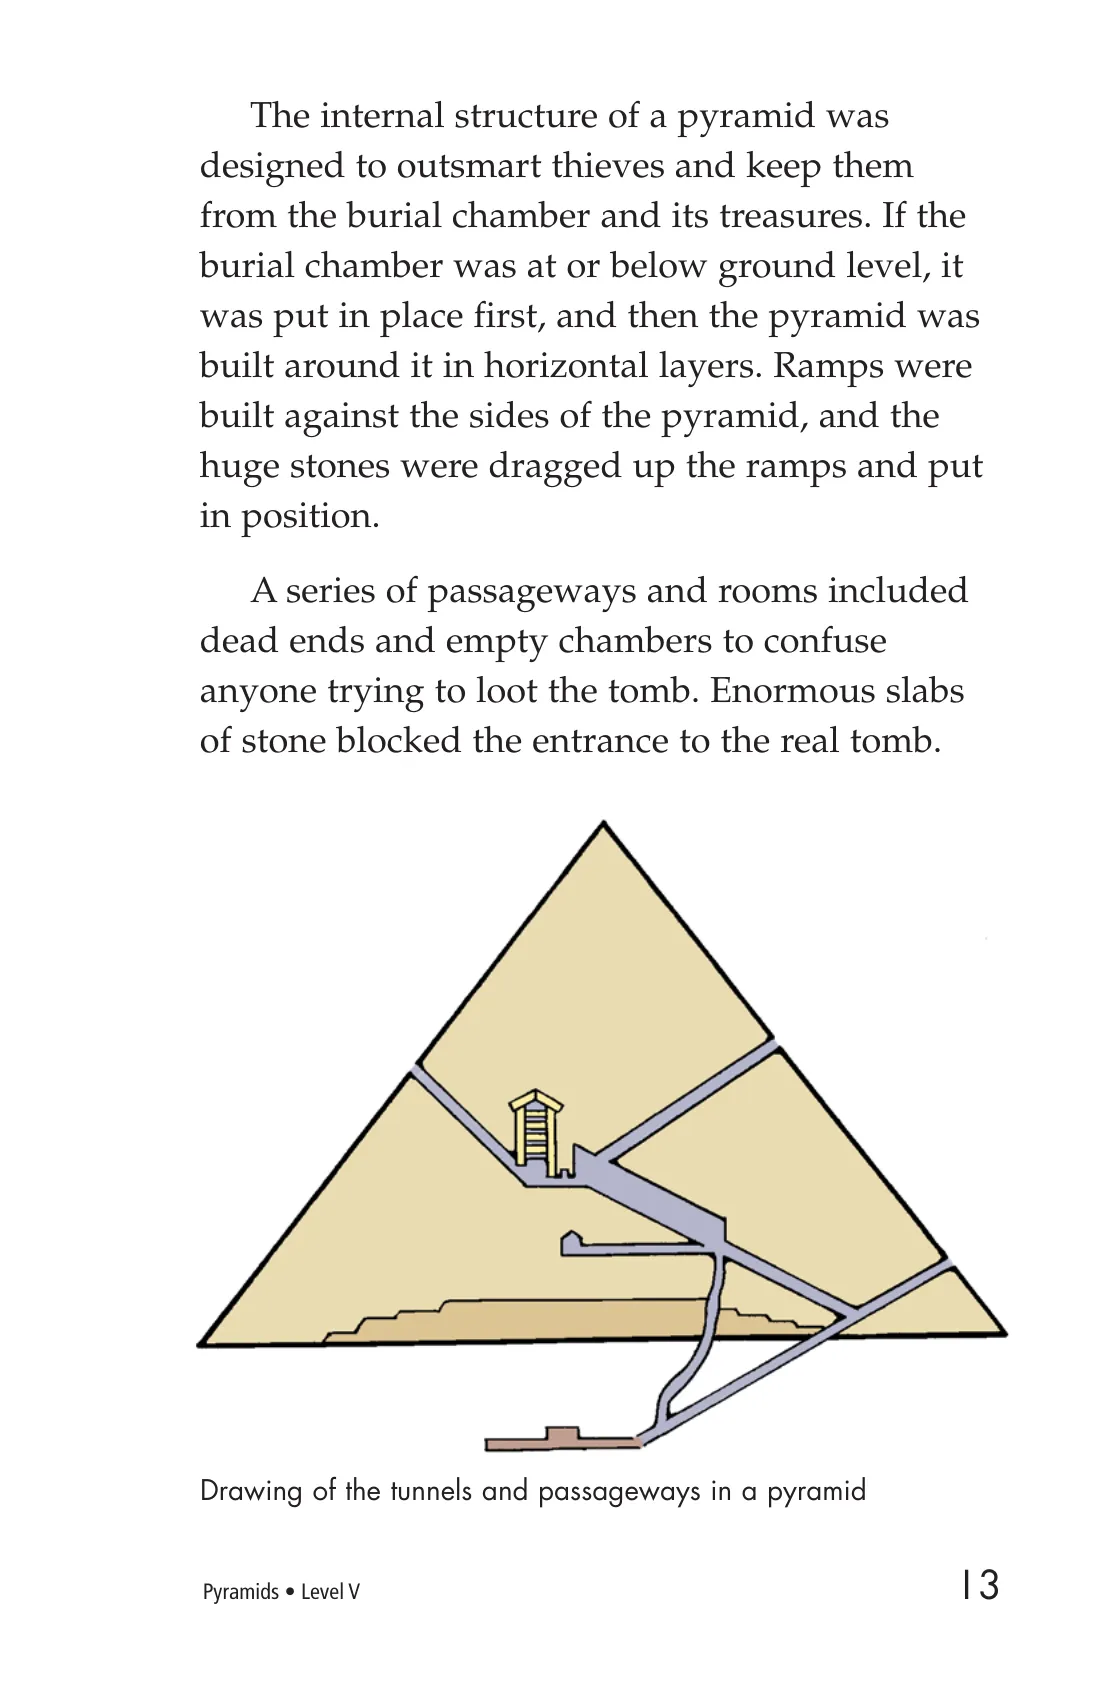 The internal structure of a pyramid was
designed to outsmart thieves and keep them
from the burial chamber and its treasures. If the
burial chamber was at or below ground level, it
was put in place first, and then the pyramid was
built around it in horizontal layers. Ramps were
built against the sides of the pyramid, and the
huge stones were dragged up the ramps and put
in position.
A series of passageways and rooms included
dead ends and empty chambers to confuse
anyone trying to loot the tomb. Enormous slabs
of stone blocked the entrance to the real tomb.
Drawing of the tunnels and passageways in a pyramid
Pyramids • Level V
13